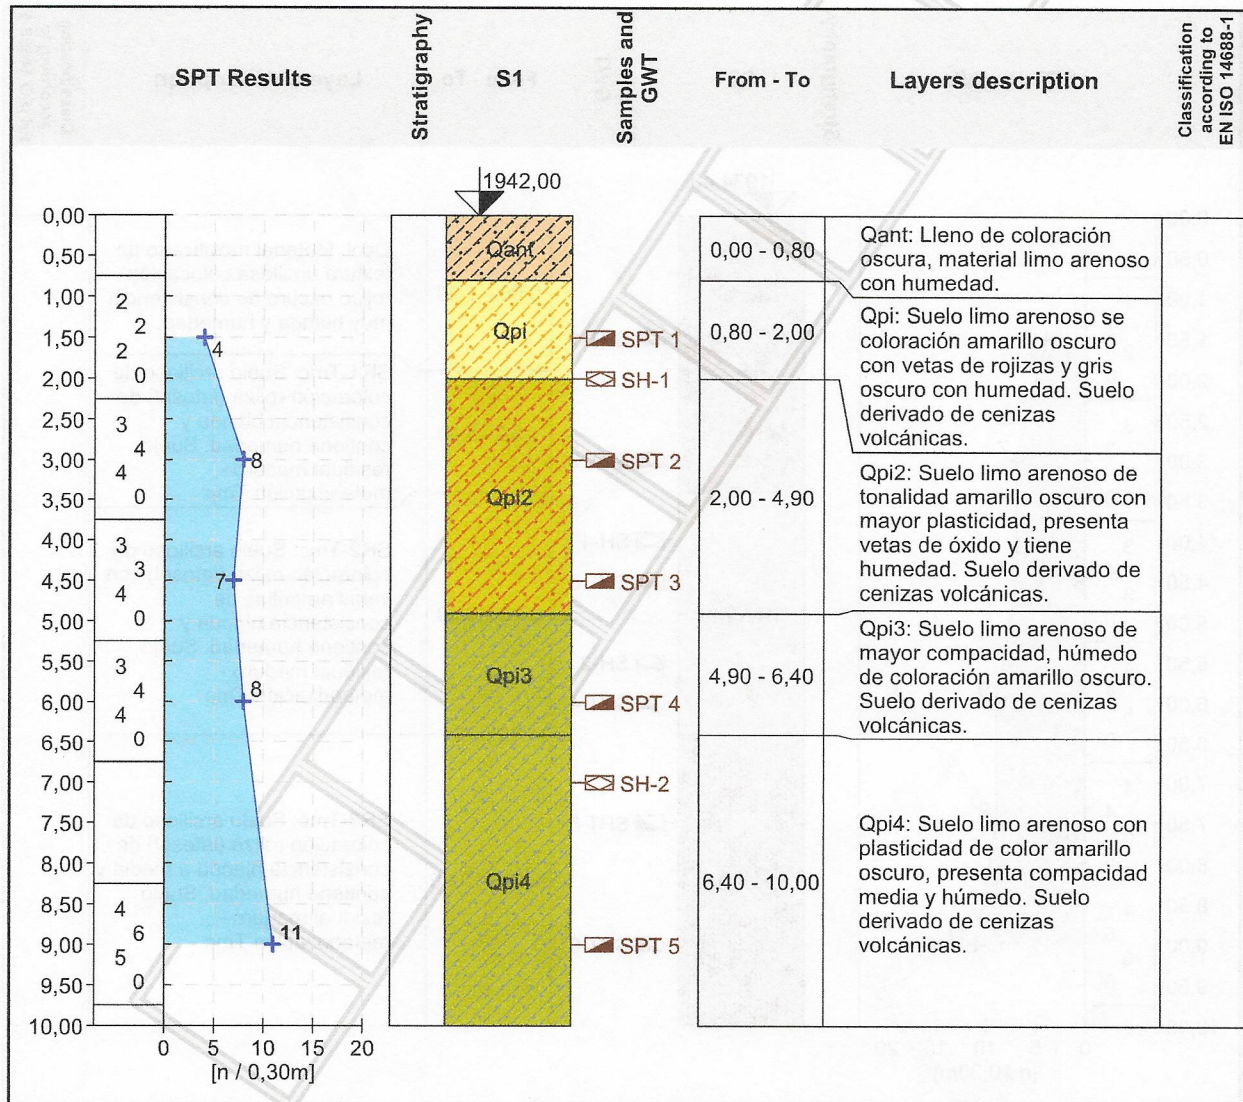 SPT Results
Stratigraphy
S1
Samples and
GWT
From - To
Layers description
Classification
according to
EN ISO 14688-1
1942,00
0,00
0,50
1,00
1,50
2,00
2,50
3,00
3,50
4,00
4,50
5,00
5,50
6,00
6,50
7,00
7,50
8,00
8,50
9,00
9,50
10,00
2
2
2
0
3
4
4
0
3
3
4
0
3
4
4
0
4
6
5
0
4
8
7
8
11
0 5 10 15 20
[n / 0,30m]
Qant
Qpi
Qpi2
Qpi3
Qpi4
SPT 1
SH-1
SPT 2
SPT 3
SPT 4
SH-2
SPT 5
0,00 - 0,80
Qant: Lleno de coloración
oscura, material limo arenoso
con humedad.
0,80 - 2,00
Qpi: Suelo limo arenoso se
coloración amarillo oscuro
con vetas de rojizas y gris
oscuro con humedad. Suelo
derivado de cenizas
volcánicas.
2,00 - 4,90
Qpi2: Suelo limo arenoso de
tonalidad amarillo oscuro con
mayor plasticidad, presenta
vetas de óxido y tiene
humedad. Suelo derivado de
cenizas volcánicas.
4,90 - 6,40
Qpi3: Suelo limo arenoso de
mayor compacidad, húmedo
de coloración amarillo oscuro.
Suelo derivado de cenizas
volcánicas.
6,40 - 10,00
Qpi4: Suelo limo arenoso con
plasticidad de color amarillo
oscuro, presenta compacidad
media y húmedo. Suelo
derivado de cenizas
volcánicas.